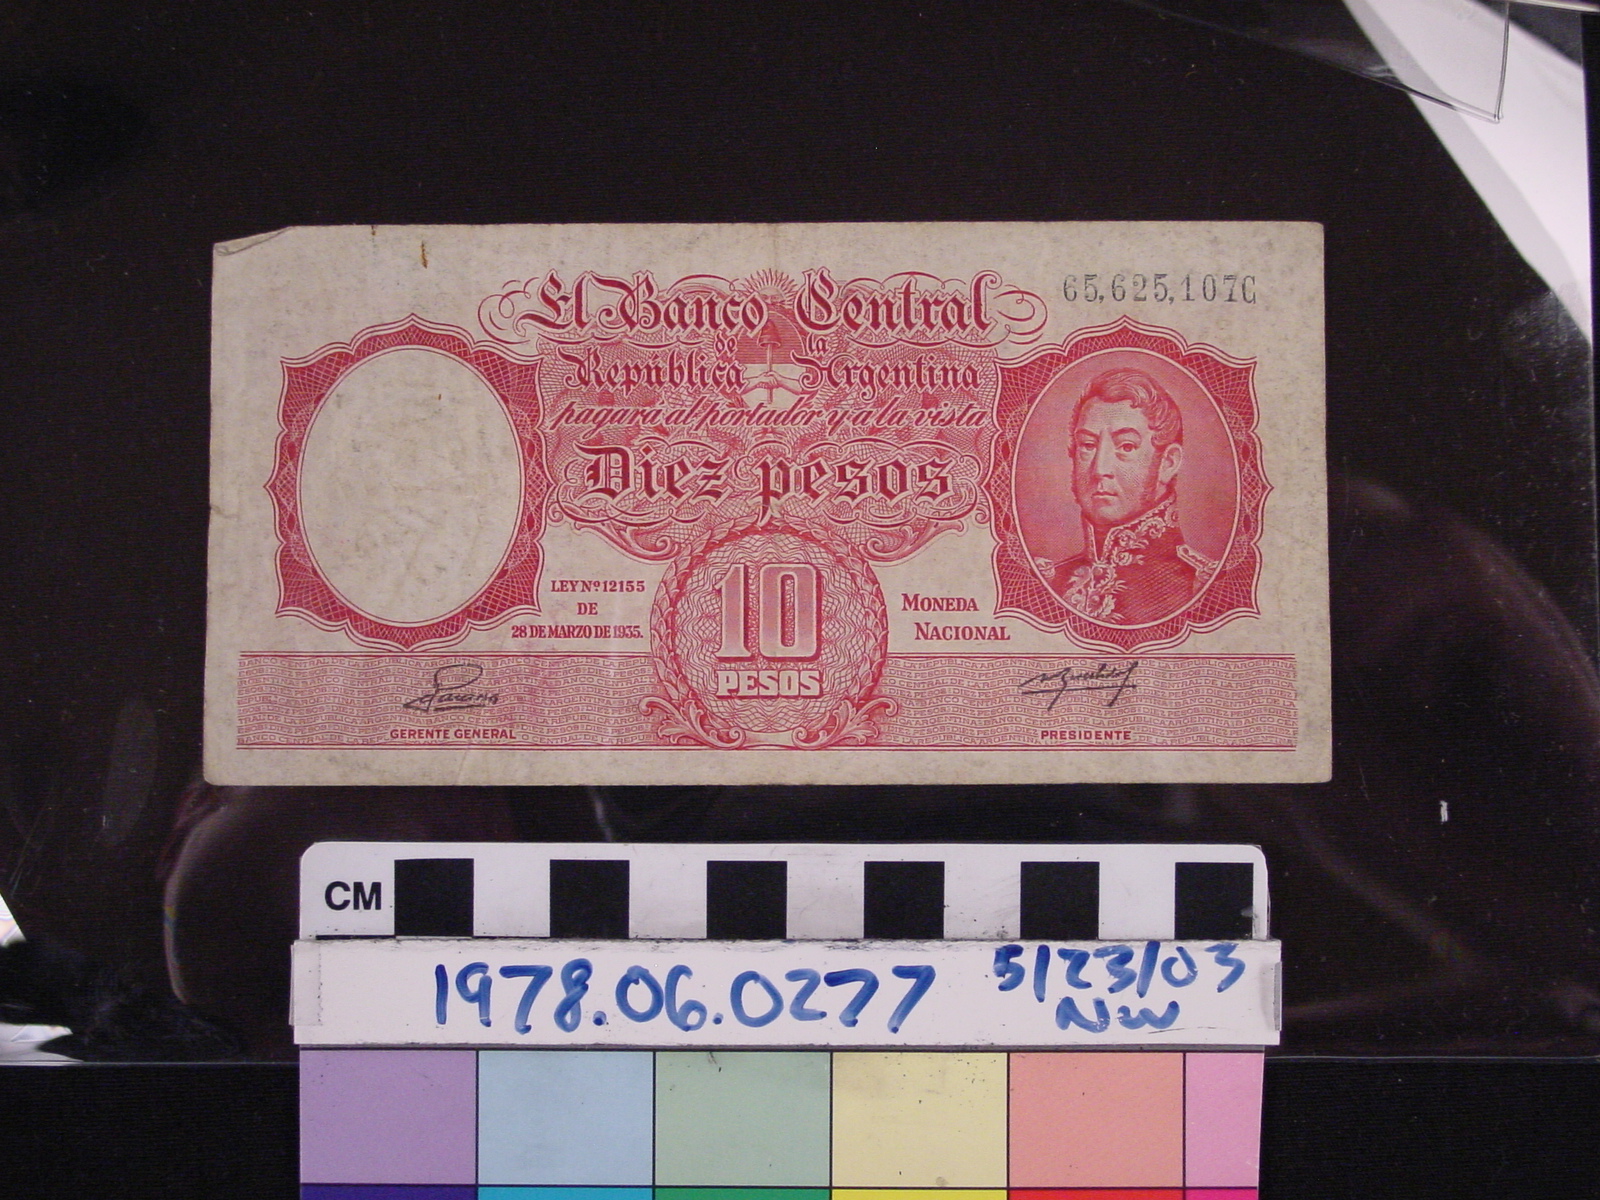 65,625,107C
El Banco Central
de la
República Argentina
pagará al portador y a la vista
Diez pesos
LEY Nº 12155
DE
28 DE MARZO DE 1935.
10
PESOS
MONEDA
NACIONAL
GERENTE GENERAL
PRESIDENTE
CM
1978.06.0277
5/23/03
NW